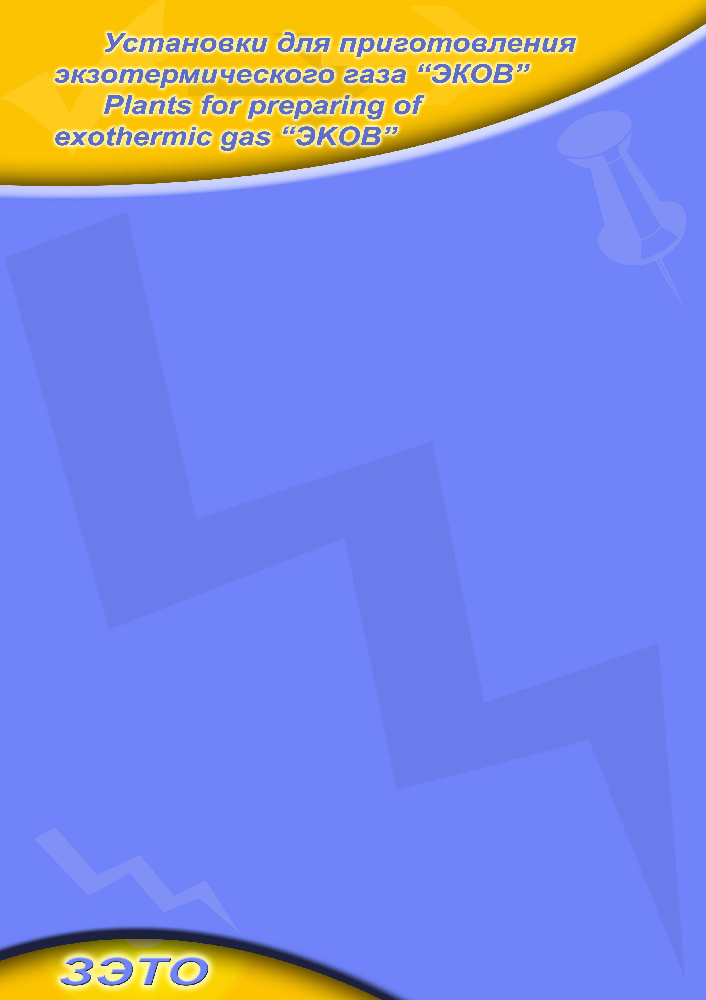 Установки для приготовления
экзотермического газа “ЭКОВ”
Plants for preparing of
exothermic gas “ЭКОВ”
ЗЭТО